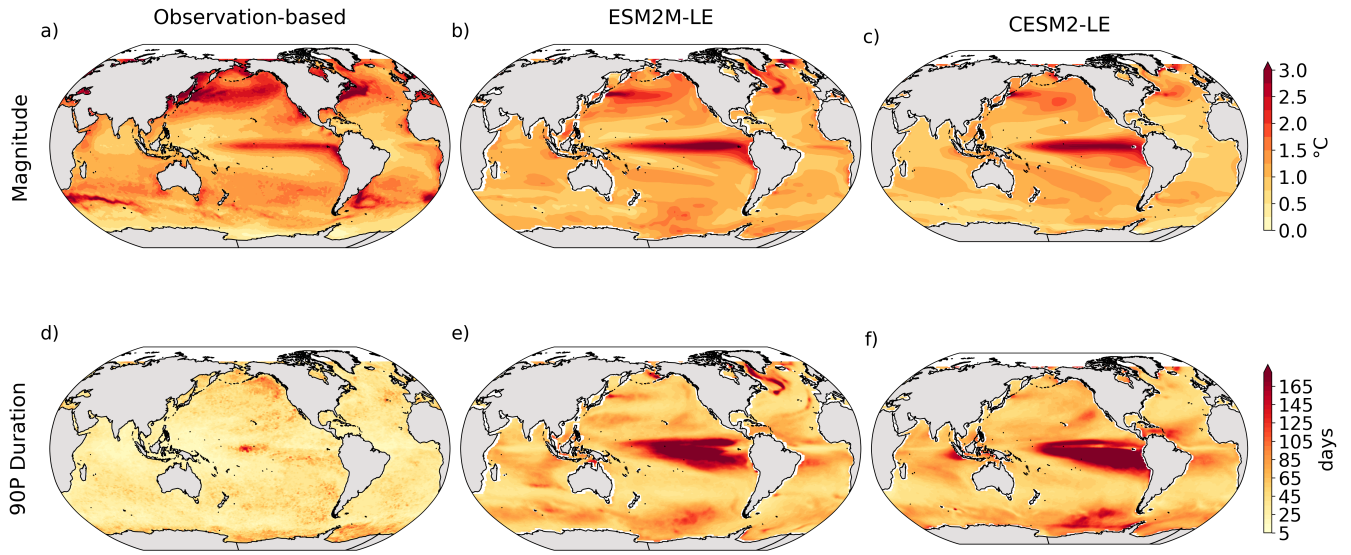 Observation-based
ESM2M-LE
CESM2-LE
a)
b)
c)
Magnitude
3.0
2.5
2.0
1.5
1.0
0.5
0.0
°C
d)
e)
f)
90P Duration
165
145
125
105
85
65
45
25
5
days